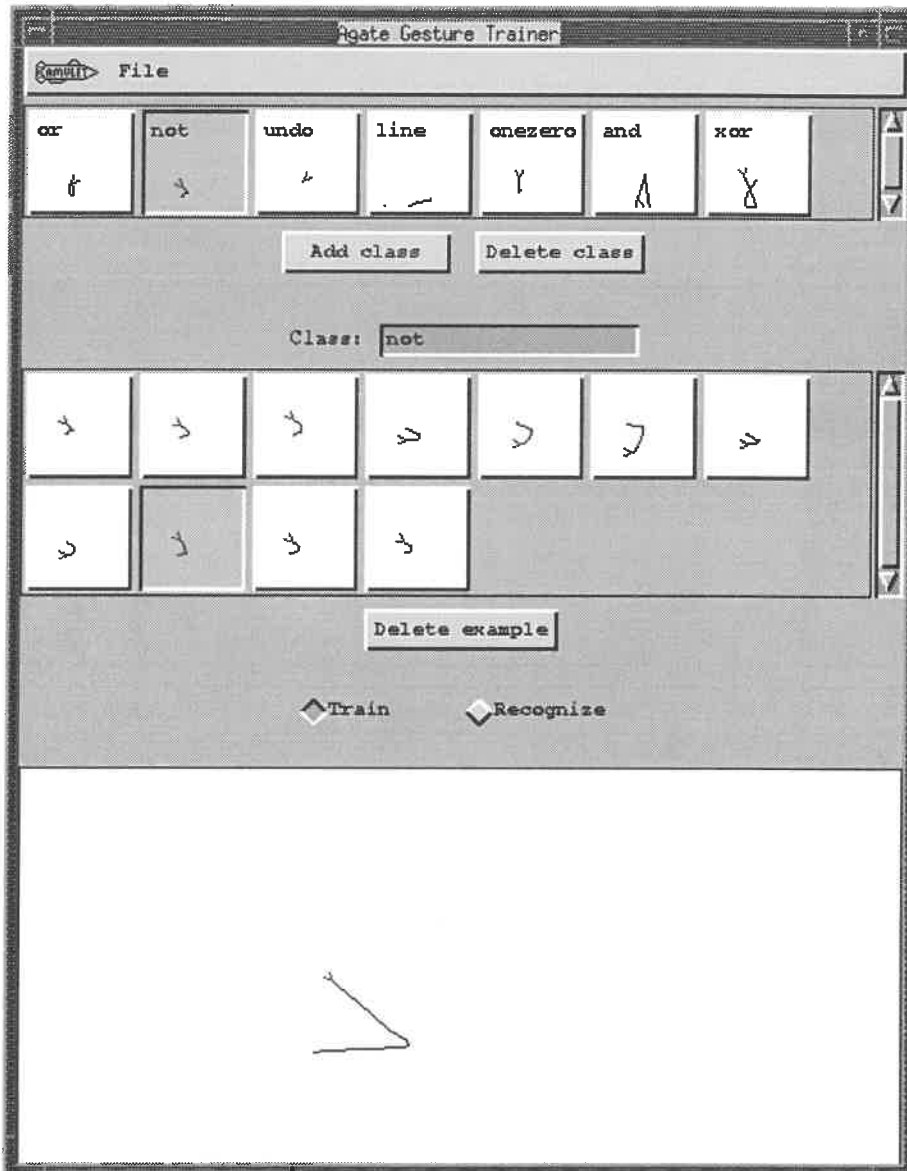 Agate Gesture Trainer
AMULET File
or not undo line onezero and xor
Add class Delete class
Class: not
Delete example
Train Recognize